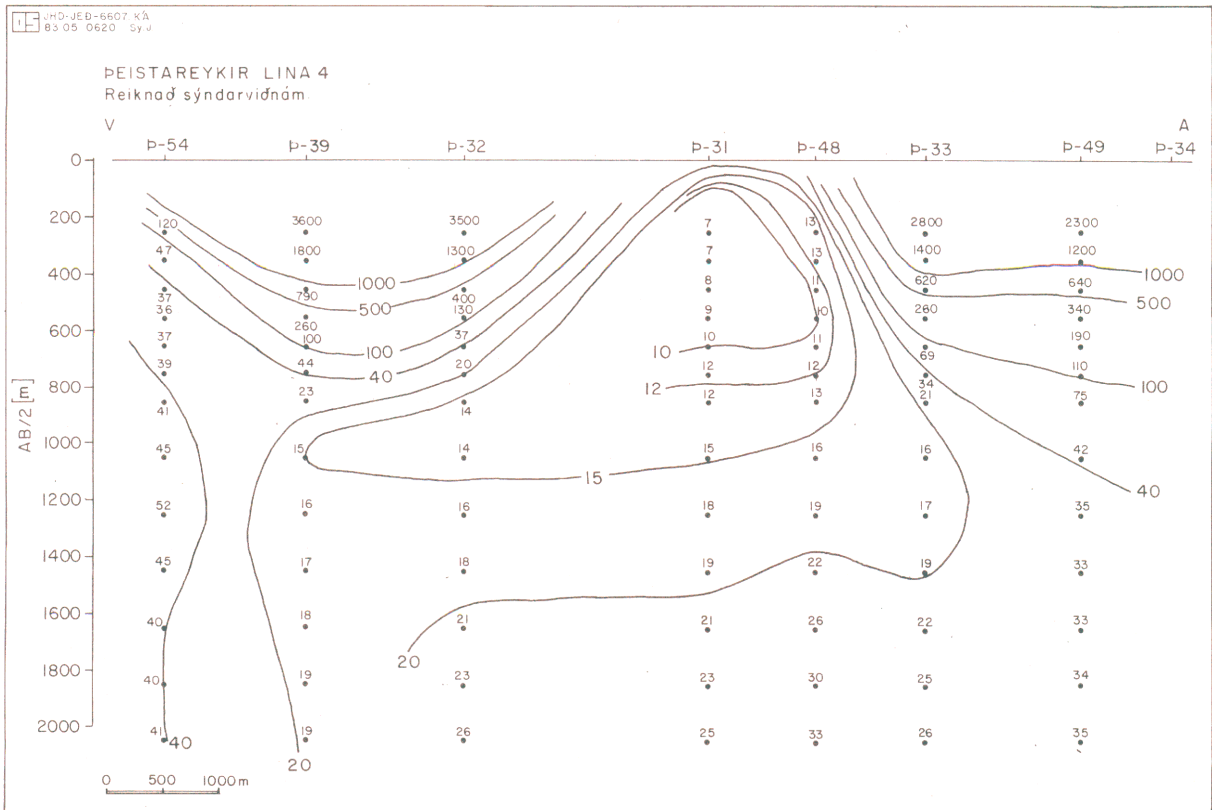 JHD-JEÐ-6607 KÁ
83 05 0620 SyJ
ÞEISTAREYKIR LINA 4
Reiknað sýndarviðnám
V A
Þ-54 Þ-39 Þ-32 Þ-31 Þ-48 Þ-33 Þ-49 Þ-34
0
200
120 3600 3500 7 13 2800 2300
47 1800 1300 7 13 1400 1200
1000 1000
400
37 790 400 8 11 620 640
500 500
36 260 130 9 10 260 340
600
37 100 37 10 11 69 190
100 10 100
40
39 44 20 12 12 34 110
800
12
41 23 14 12 13 21 75
AB/2 [m]
1000
45 15 14 15 16 16 42
15 40
1200
52 16 16 18 19 17 35
1400
45 17 18 19 22 19 33
1600
40 18 21 21 26 22 33
20
1800
40 19 23 23 30 25 34
2000
41 19 26 25 33 26 35
40 20
0 500 1000m